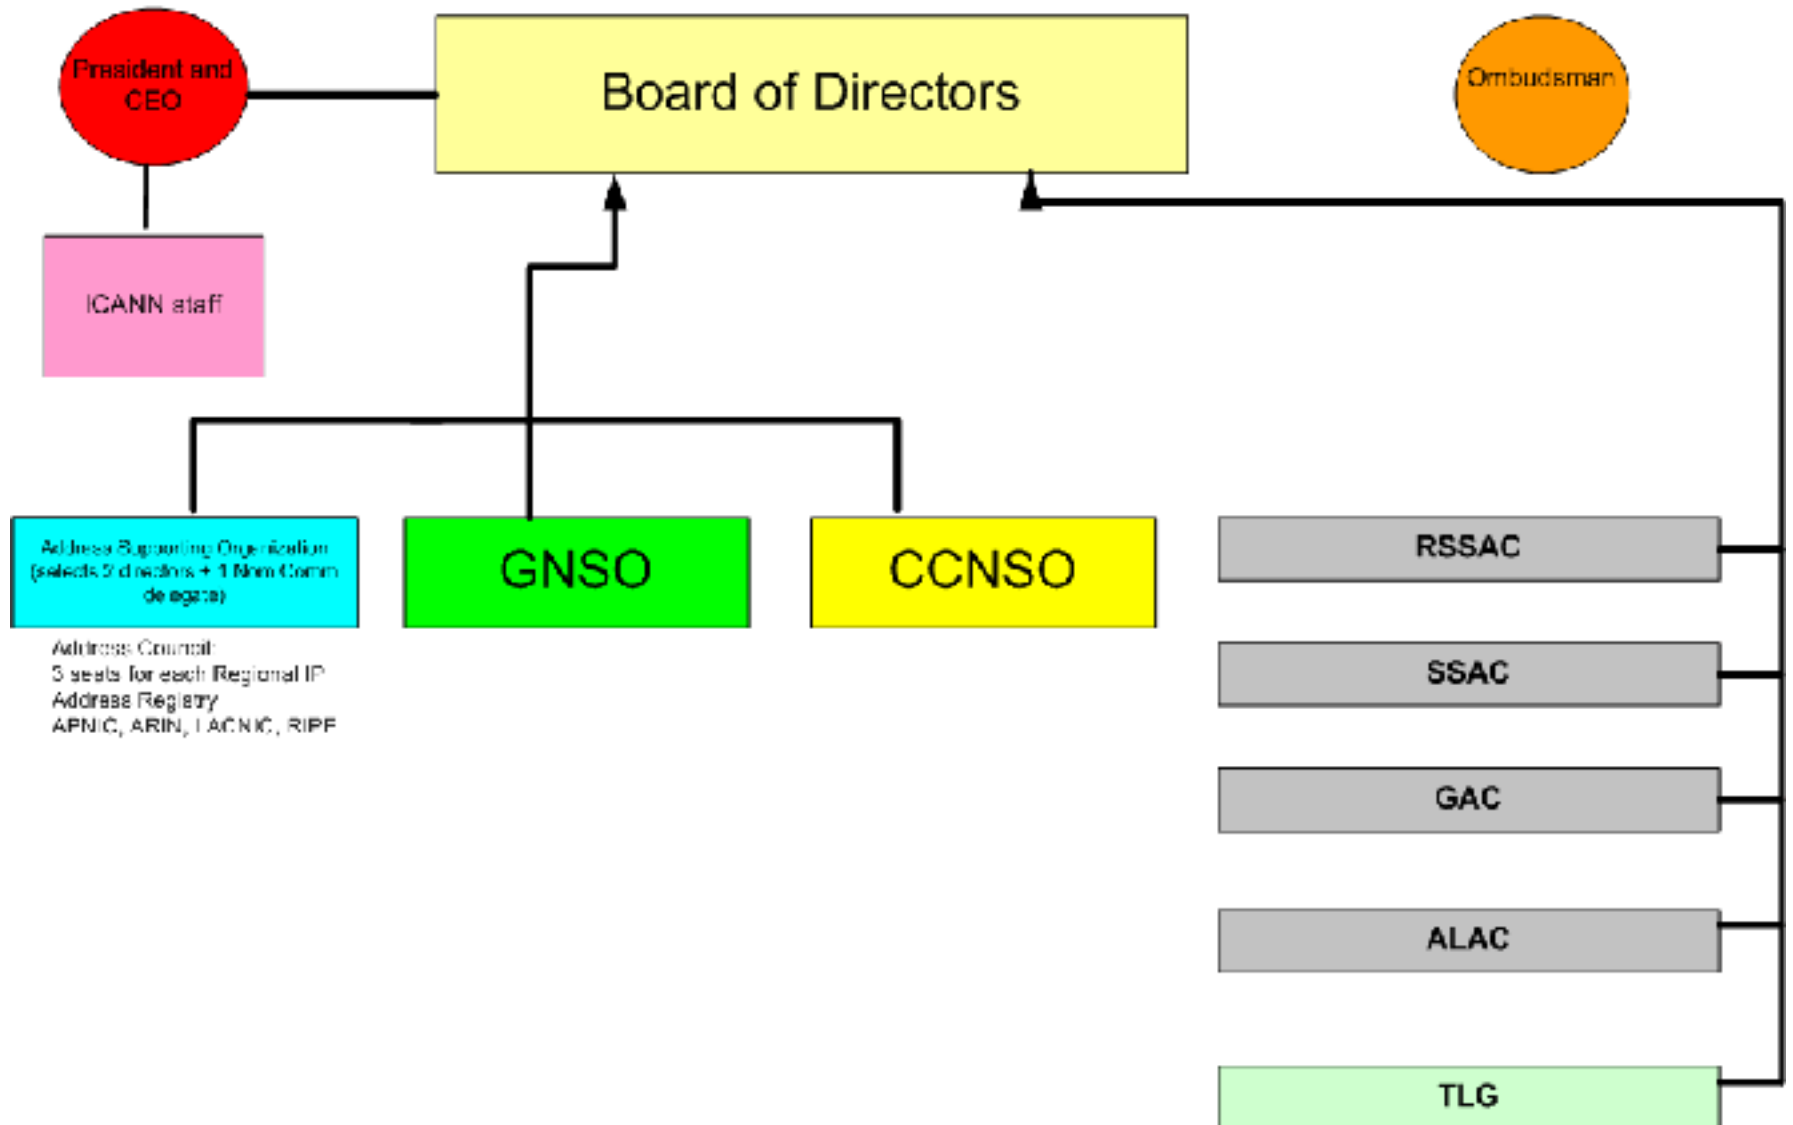 President and
CEO
Board of Directors
Ombudsman
ICANN staff
Address Supporting Organization
(selects 2 directors + 1 Nom Comm
delegate)
GNSO
CCNSO
Address Council:
3 seats for each Regional IP
Address Registry
APNIC, ARIN, LACNIC, RIPE
RSSAC
SSAC
GAC
ALAC
TLG